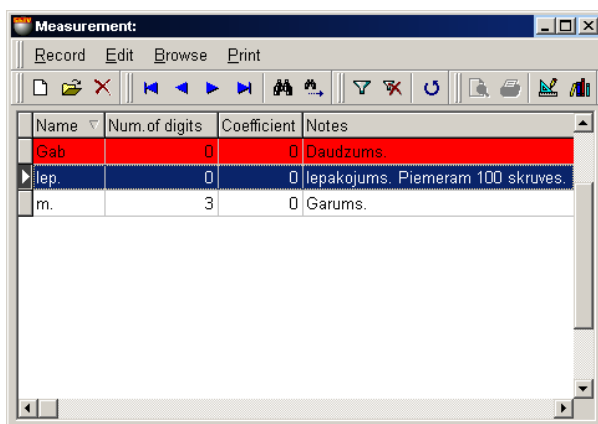 Measurement:
Record Edit Browse Print
Name Num.of digits Coefficient Notes
Gab 0 0 Daudzums.
Iep. 0 0 Iepakojums. Piemeram 100 skruves.
m. 3 0 Garums.